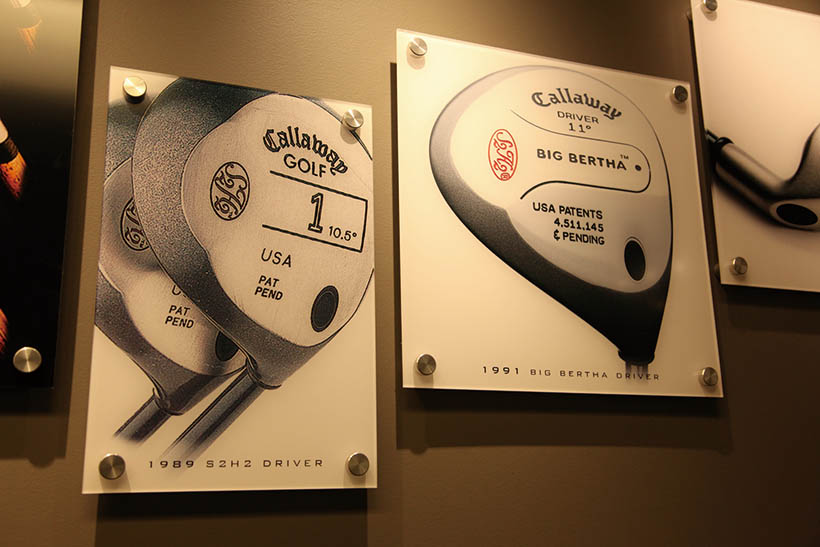 Callaway
GOLF
1 10.5°
USA
PAT
PEND
PAT
PEND
1989 S2H2 DRIVER
Callaway
DRIVER
11°
BIG BERTHA™
USA PATENTS
4,511,145
& PENDING
1991 BIG BERTHA DRIVER